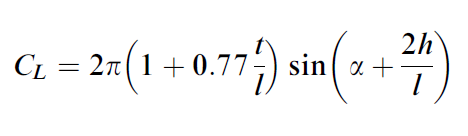 C_L = 2π(1 + 0.77 t/l) sin(α + 2h/l)